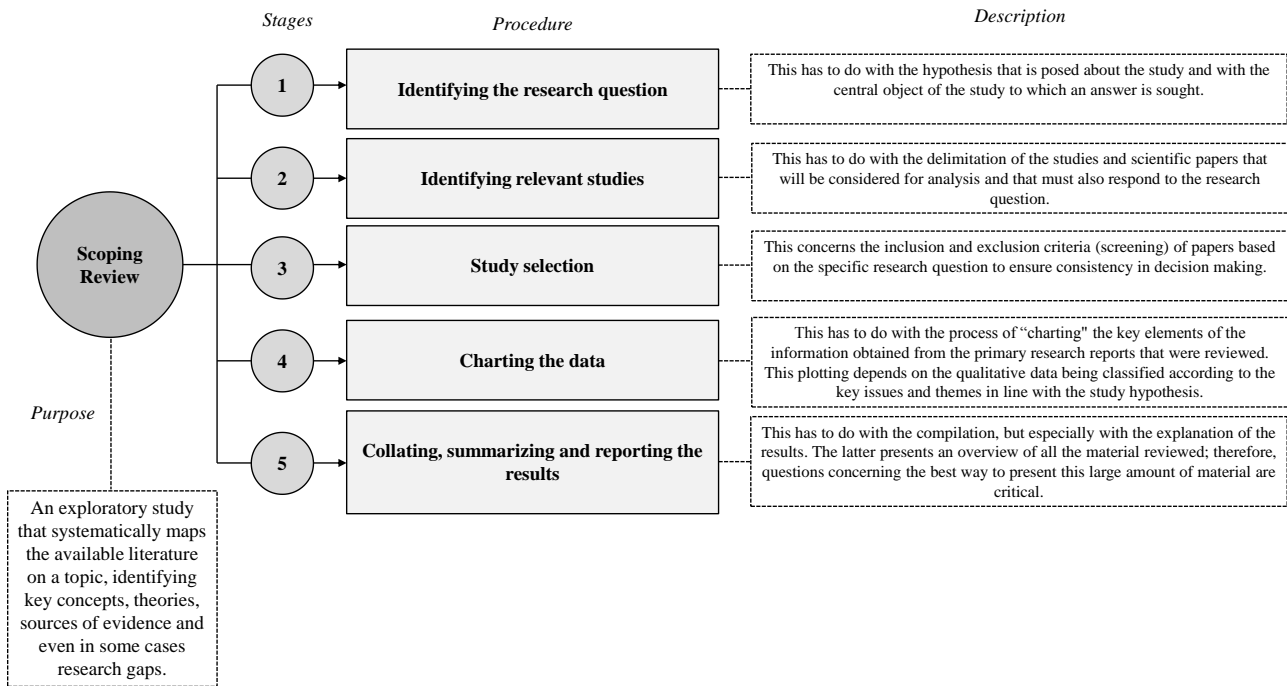 Stages
Procedure
Description
1
Identifying the research question
This has to do with the hypothesis that is posed about the study and with the
central object of the study to which an answer is sought.
2
Identifying relevant studies
This has to do with the delimitation of the studies and scientific papers that
will be considered for analysis and that must also respond to the research
question.
Scoping
Review
3
Study selection
This concerns the inclusion and exclusion criteria (screening) of papers based
on the specific research question to ensure consistency in decision making.
4
Charting the data
This has to do with the process of “charting" the key elements of the
information obtained from the primary research reports that were reviewed.
This plotting depends on the qualitative data being classified according to the
key issues and themes in line with the study hypothesis.
5
Collating, summarizing and reporting the
results
This has to do with the compilation, but especially with the explanation of the
results. The latter presents an overview of all the material reviewed; therefore,
questions concerning the best way to present this large amount of material are
critical.
Purpose
An exploratory study
that systematically maps
the available literature
on a topic, identifying
key concepts, theories,
sources of evidence and
even in some cases
research gaps.